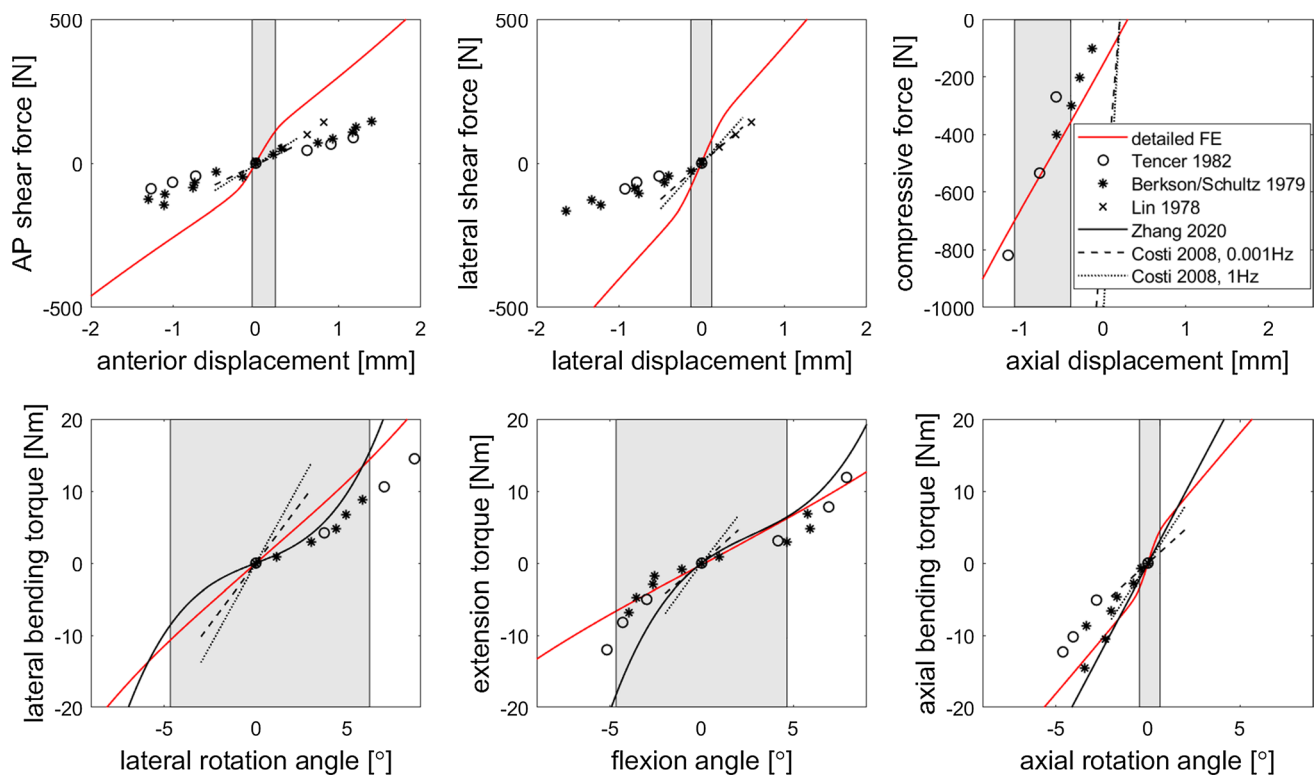 AP shear force [N]
500
0
-500
-2 -1 0 1 2
anterior displacement [mm]
lateral shear force [N]
500
0
-500
-2 -1 0 1 2
lateral displacement [mm]
compressive force [N]
0
-200
-400
-600
-800
-1000
-1 0 1 2
axial displacement [mm]
detailed FE
Tencer 1982
Berkson/Schultz 1979
Lin 1978
Zhang 2020
Costi 2008, 0.001Hz
Costi 2008, 1Hz
lateral bending torque [Nm]
20
10
0
-10
-20
-5 0 5
lateral rotation angle [°]
extension torque [Nm]
20
10
0
-10
-20
-5 0 5
flexion angle [°]
axial bending torque [Nm]
20
10
0
-10
-20
-5 0 5
axial rotation angle [°]